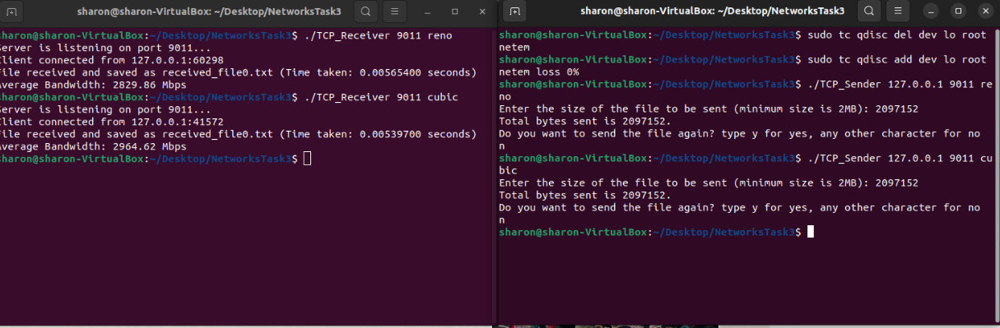 sharon@sharon-VirtualBox: ~/Desktop/NetworksTask3
sharon@sharon-VirtualBox:~/Desktop/NetworksTask3$ ./TCP_Receiver 9011 reno
Server is listening on port 9011...
Client connected from 127.0.0.1:60298
File received and saved as received_file0.txt (Time taken: 0.00565400 seconds)
Average Bandwidth: 2829.86 Mbps
sharon@sharon-VirtualBox:~/Desktop/NetworksTask3$ ./TCP_Receiver 9011 cubic
Server is listening on port 9011...
Client connected from 127.0.0.1:41572
File received and saved as received_file0.txt (Time taken: 0.00539700 seconds)
Average Bandwidth: 2964.62 Mbps
sharon@sharon-VirtualBox:~/Desktop/NetworksTask3$
sharon@sharon-VirtualBox: ~/Desktop/NetworksTask3
sharon@sharon-VirtualBox:~/Desktop/NetworksTask3$ sudo tc qdisc del dev lo root
netem
sharon@sharon-VirtualBox:~/Desktop/NetworksTask3$ sudo tc qdisc add dev lo root
netem loss 0%
sharon@sharon-VirtualBox:~/Desktop/NetworksTask3$ ./TCP_Sender 127.0.0.1 9011 re
no
Enter the size of the file to be sent (minimum size is 2MB): 2097152
Total bytes sent is 2097152.
Do you want to send the file again? type y for yes, any other character for no
n
sharon@sharon-VirtualBox:~/Desktop/NetworksTask3$ ./TCP_Sender 127.0.0.1 9011 cu
bic
Enter the size of the file to be sent (minimum size is 2MB): 2097152
Total bytes sent is 2097152.
Do you want to send the file again? type y for yes, any other character for no
n
sharon@sharon-VirtualBox:~/Desktop/NetworksTask3$